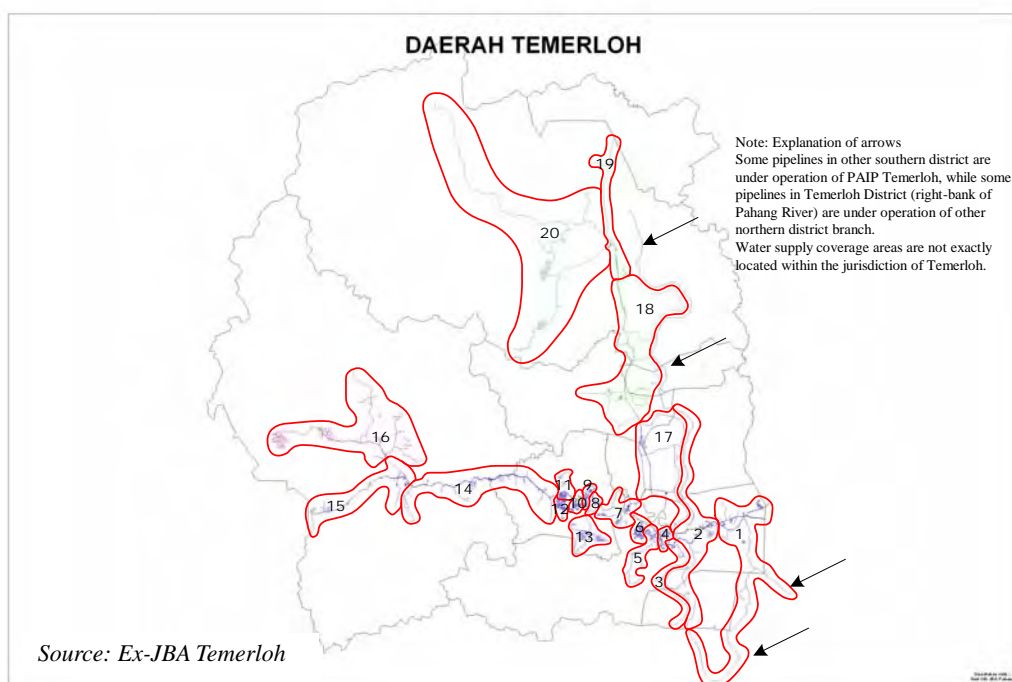 DAERAH TEMERLOH
Note: Explanation of arrows
Some pipelines in other southern district are
under operation of PAIP Temerloh, while some
pipelines in Temerloh District (right-bank of
Pahang River) are under operation of other
northern district branch.
Water supply coverage areas are not exactly
located within the jurisdiction of Temerloh.
19
20
18
16
17
14
11
9
10
8
12
15
7
13
6
4
2
1
5
3
Source: Ex-JBA Temerloh